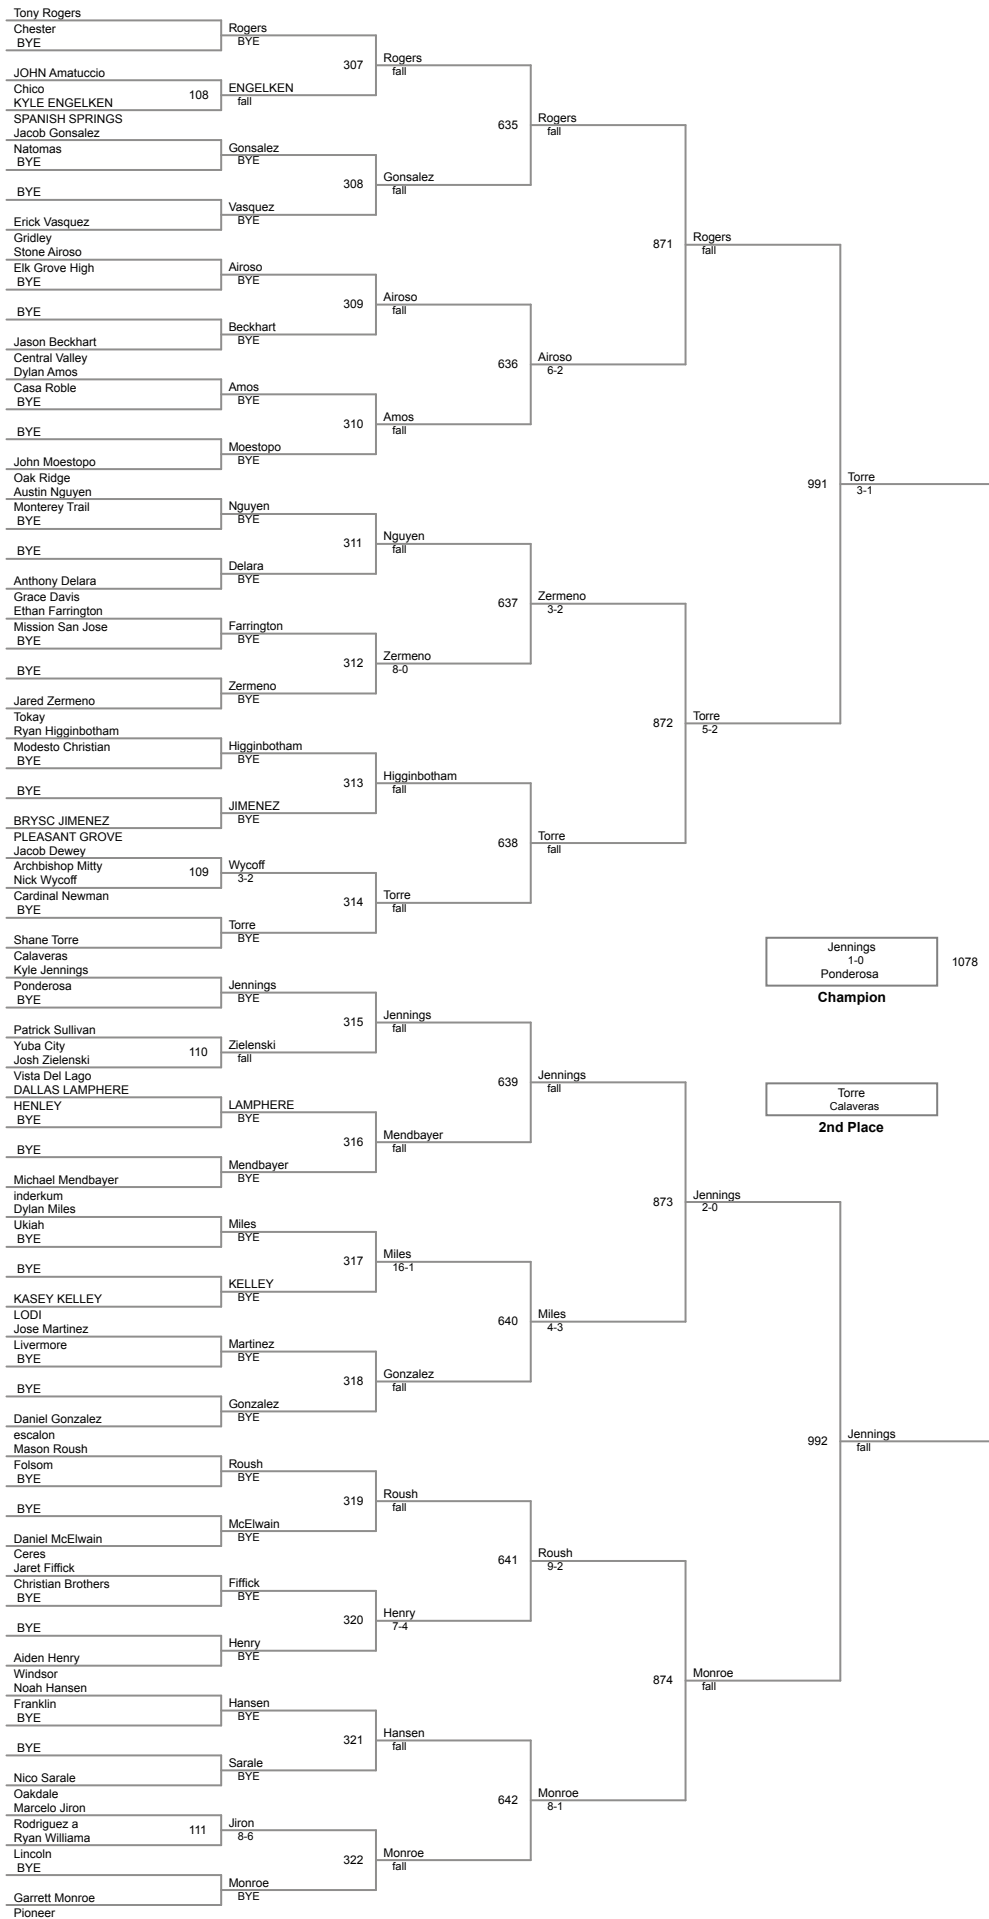 Tony Rogers
Chester
BYE
Rogers
BYE
307
Rogers
fall
JOHN Amatuccio
Chico
KYLE ENGELKEN
SPANISH SPRINGS
108
ENGELKEN
fall
635
Rogers
fall
Jacob Gonsalez
Natomas
BYE
Gonsalez
BYE
308
Gonsalez
fall
BYE
Erick Vasquez
Gridley
Vasquez
BYE
871
Rogers
fall
Stone Airoso
Elk Grove High
BYE
Airoso
BYE
309
Airoso
fall
BYE
Jason Beckhart
Central Valley
Beckhart
BYE
636
Airoso
6-2
Dylan Amos
Casa Roble
BYE
Amos
BYE
310
Amos
fall
BYE
John Moestopo
Oak Ridge
Moestopo
BYE
991
Torre
3-1
Austin Nguyen
Monterey Trail
BYE
Nguyen
BYE
311
Nguyen
fall
BYE
Anthony Delara
Grace Davis
Delara
BYE
637
Zermeno
3-2
Ethan Farrington
Mission San Jose
BYE
Farrington
BYE
312
Zermeno
8-0
BYE
Jared Zermeno
Tokay
Zermeno
BYE
872
Torre
5-2
Ryan Higginbotham
Modesto Christian
BYE
Higginbotham
BYE
313
Higginbotham
fall
BYE
BRYSC JIMENEZ
PLEASANT GROVE
JIMENEZ
BYE
638
Torre
fall
Jacob Dewey
Archbishop Mitty
Nick Wycoff
Cardinal Newman
109
Wycoff
3-2
314
Torre
fall
BYE
Shane Torre
Calaveras
Torre
BYE
Jennings
1-0
Ponderosa
1078
Champion
Kyle Jennings
Ponderosa
BYE
Jennings
BYE
315
Jennings
fall
Patrick Sullivan
Yuba City
Josh Zielenski
Vista Del Lago
110
Zielenski
fall
639
Jennings
fall
Torre
Calaveras
2nd Place
DALLAS LAMPHERE
HENLEY
BYE
LAMPHERE
BYE
316
Mendbayer
fall
BYE
Michael Mendbayer
inderkum
Mendbayer
BYE
873
Jennings
2-0
Dylan Miles
Ukiah
BYE
Miles
BYE
317
Miles
16-1
BYE
KASEY KELLEY
LODI
KELLEY
BYE
640
Miles
4-3
Jose Martinez
Livermore
BYE
Martinez
BYE
318
Gonzalez
fall
BYE
Daniel Gonzalez
escalon
Gonzalez
BYE
992
Jennings
fall
Mason Roush
Folsom
BYE
Roush
BYE
319
Roush
fall
BYE
Daniel McElwain
Ceres
McElwain
BYE
641
Roush
9-2
Jaret Fiffick
Christian Brothers
BYE
Fiffick
BYE
320
Henry
7-4
BYE
Aiden Henry
Windsor
Henry
BYE
874
Monroe
fall
Noah Hansen
Franklin
BYE
Hansen
BYE
321
Hansen
fall
BYE
Nico Sarale
Oakdale
Sarale
BYE
642
Monroe
8-1
Marcelo Jiron
Rodriguez a
Ryan Williama
Lincoln
111
Jiron
8-6
322
Monroe
fall
BYE
Garrett Monroe
Pioneer
Monroe
BYE